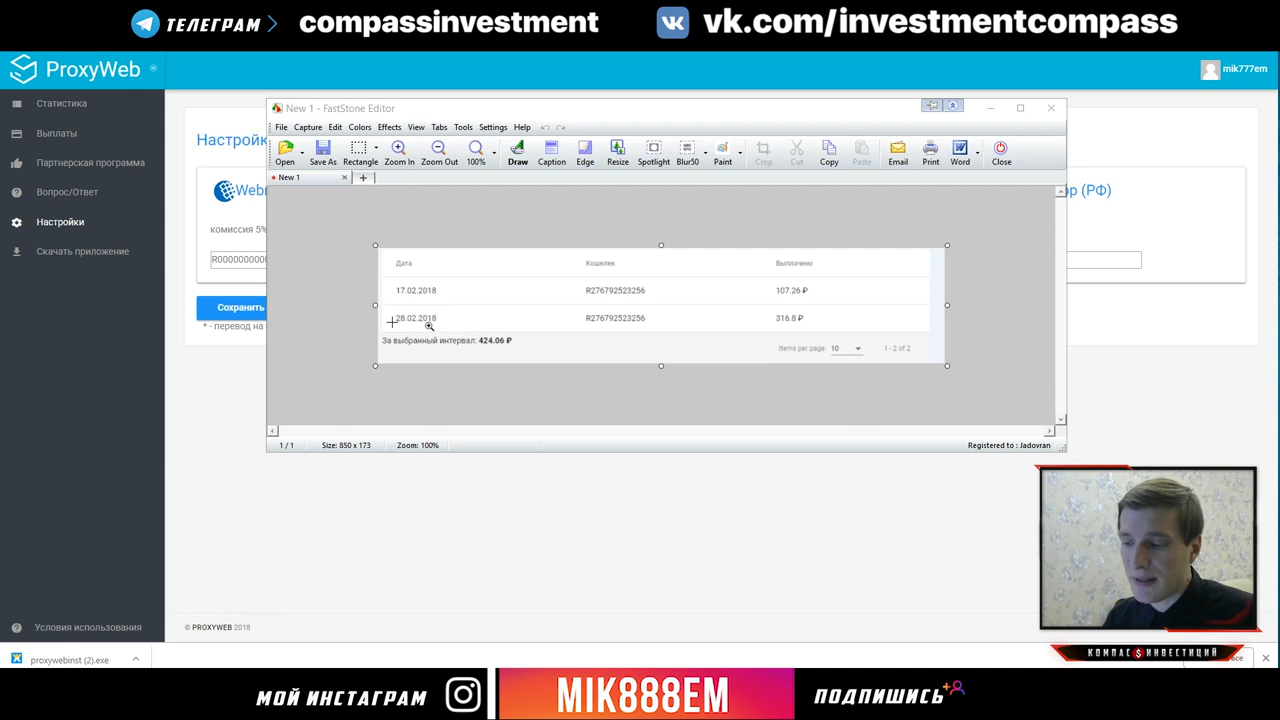 ТЕЛЕГРАМ > compassinvestment
vk.com/investmentcompass
ProxyWeb
mik777em
Статистика
Выплаты
Партнерская программа
Вопрос/Ответ
Настройки
Скачать приложение
Условия использования
Настройк
Webm
р (РФ)
комиссия 5%
R000000000
Сохранить
* - перевод на
New 1 - FastStone Editor
File Capture Edit Colors Effects View Tabs Tools Settings Help
Open Save As Rectangle Zoom In Zoom Out 100% Draw Caption Edge Resize Spotlight Blur50 Paint Crop Cut Copy Paste Email Print Word Close
New 1
Дата Кошелек Выплачено
17.02.2018 R276792523256 107.26 ₽
28.02.2018 R276792523256 316.8 ₽
За выбранный интервал: 424.06 ₽
Items per page: 10 1 - 2 of 2
1 / 1 Size: 850 x 173 Zoom: 100% Registered to : Jadovran
© PROXYWEB 2018
КОМПАС ИНВЕСТИЦИЙ
proxywebinst (2).exe
все
МОЙ ИНСТАГРАМ
MIK888EM
ПОДПИШИСЬ